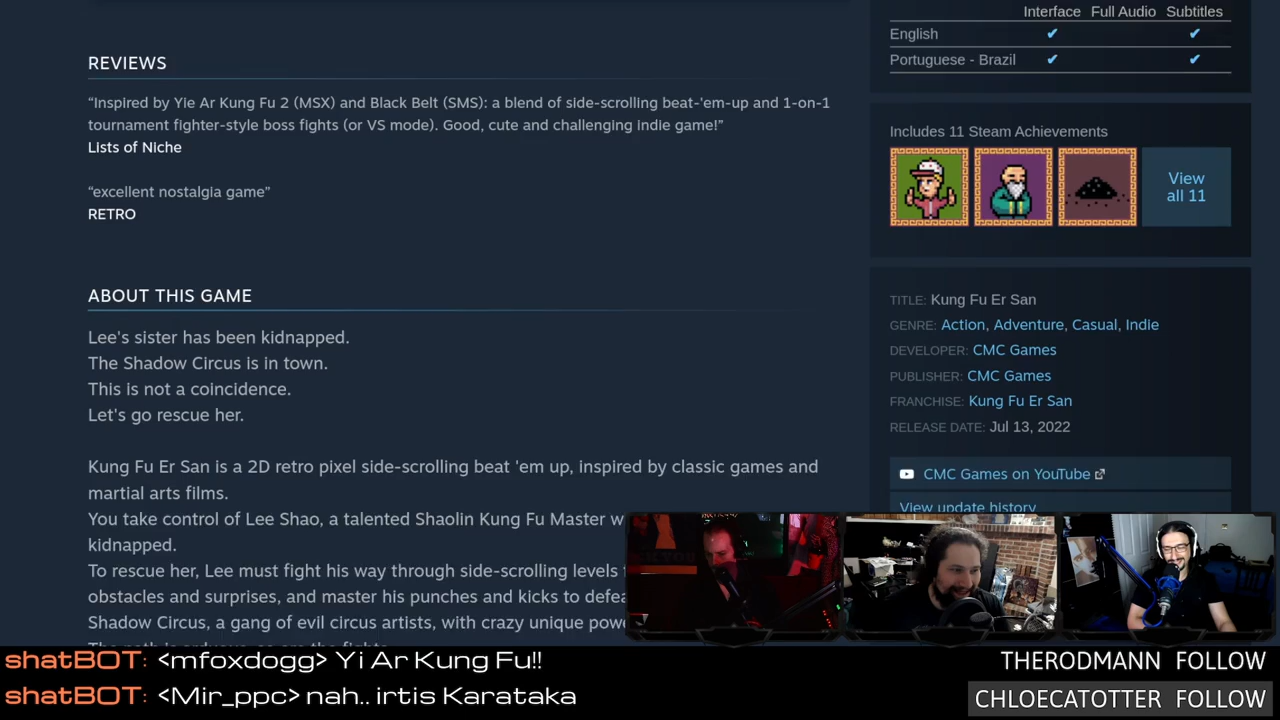 REVIEWS
“Inspired by Yie Ar Kung Fu 2 (MSX) and Black Belt (SMS): a blend of side-scrolling beat-'em-up and 1-on-1
tournament fighter-style boss fights (or VS mode). Good, cute and challenging indie game!”
Lists of Niche
“excellent nostalgia game”
RETRO
ABOUT THIS GAME
Lee's sister has been kidnapped.
The Shadow Circus is in town.
This is not a coincidence.
Let's go rescue her.
Kung Fu Er San is a 2D retro pixel side-scrolling beat 'em up, inspired by classic games and
martial arts films.
You take control of Lee Shao, a talented Shaolin Kung Fu Master
kidnapped.
To rescue her, Lee must fight his way through side-scrolling levels
obstacles and surprises, and master his punches and kicks to
Shadow Circus, a gang of evil circus artists, with crazy unique
Interface Full Audio Subtitles
English ✔ ✔
Portuguese - Brazil ✔ ✔
Includes 11 Steam Achievements
View
all 11
TITLE: Kung Fu Er San
GENRE: Action, Adventure, Casual, Indie
DEVELOPER: CMC Games
PUBLISHER: CMC Games
FRANCHISE: Kung Fu Er San
RELEASE DATE: Jul 13, 2022
CMC Games on YouTube
View update history
shatBOT: <mfoxdogg> Yi Ar Kung Fu!!
shatBOT: <Mir_ppc> nah.. irtis Karataka
THERODMANN FOLLOW
CHLOECATOTTER FOLLOW